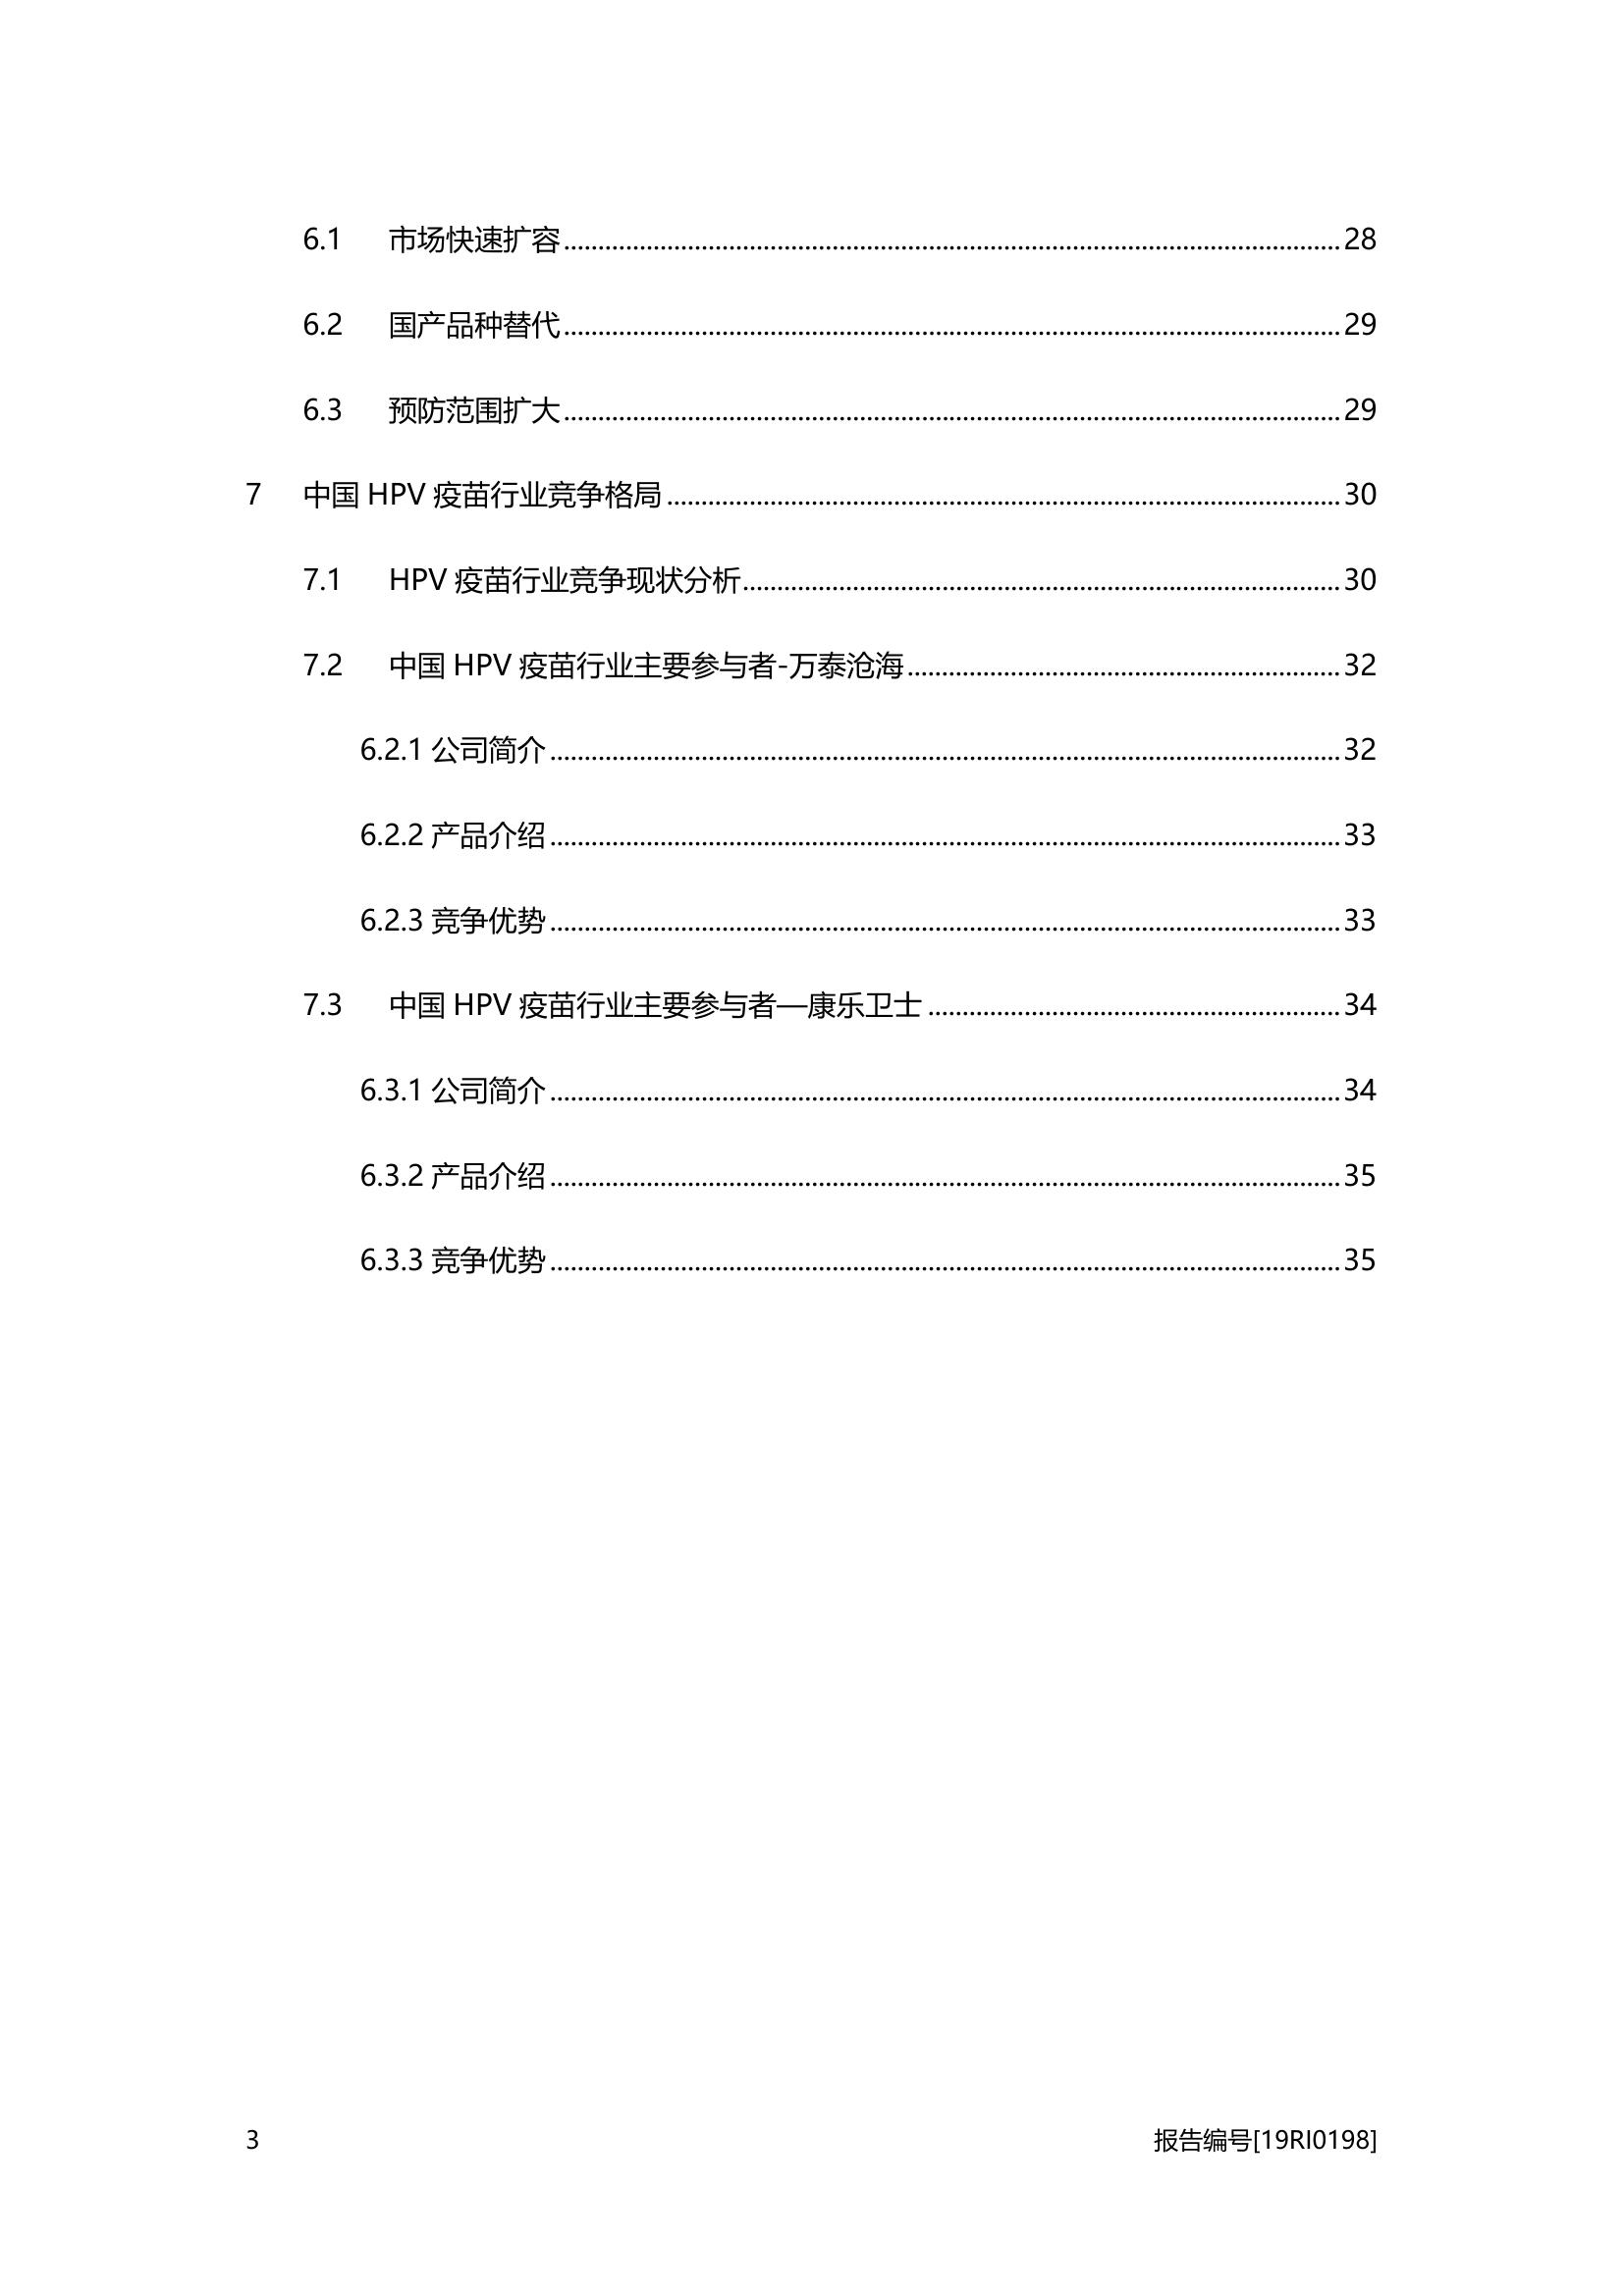 6.1 市场快速扩容 28
6.2 国产品种替代 29
6.3 预防范围扩大 29
7 中国 HPV 疫苗行业竞争格局 30
7.1 HPV 疫苗行业竞争现状分析 30
7.2 中国 HPV 疫苗行业主要参与者-万泰沧海 32
6.2.1 公司简介 32
6.2.2 产品介绍 33
6.2.3 竞争优势 33
7.3 中国 HPV 疫苗行业主要参与者—康乐卫士 34
6.3.1 公司简介 34
6.3.2 产品介绍 35
6.3.3 竞争优势 35
3 报告编号[19RI0198]